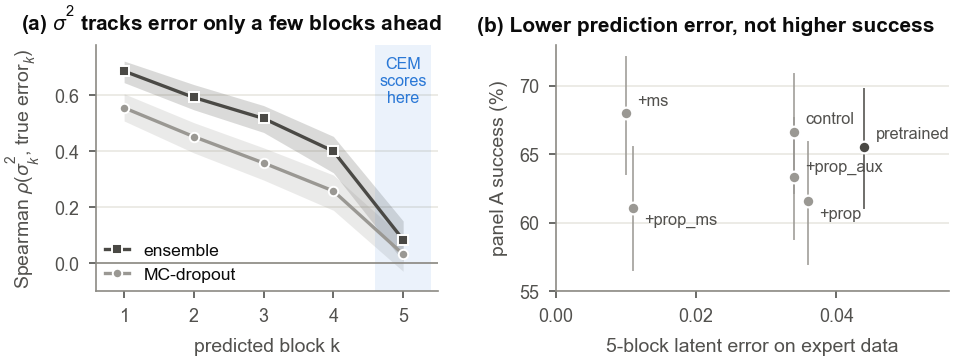 (a) σ² tracks error only a few blocks ahead
Spearman ρ(σ²ₖ, true errorₖ)
0.6
0.4
0.2
0.0
CEM
scores
here
ensemble
MC-dropout
1 2 3 4 5
predicted block k
(b) Lower prediction error, not higher success
panel A success (%)
70
65
60
55
+ms
control
pretrained
+prop_aux
+prop_ms
+prop
0.00 0.02 0.04
5-block latent error on expert data